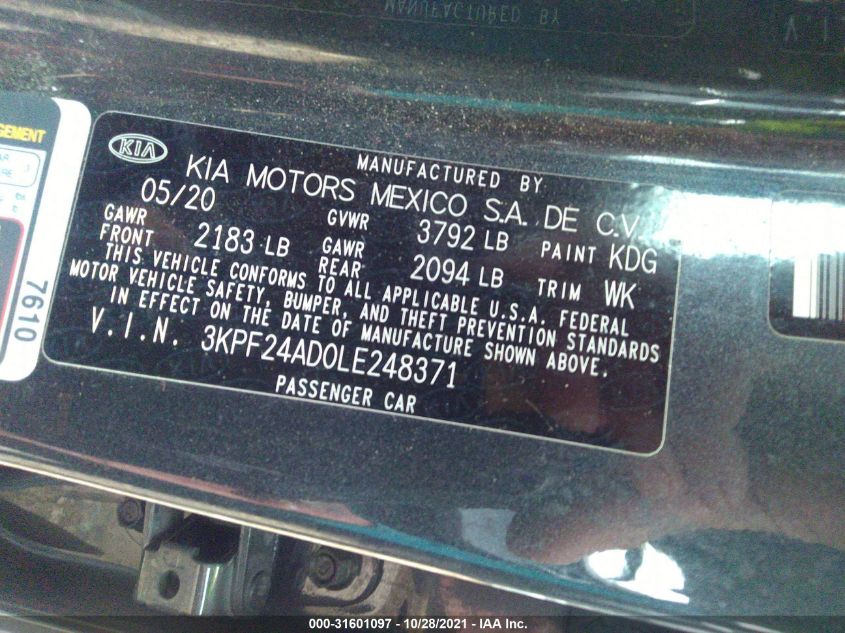 MANUFACTURED BY
V.I
GEMENT
7610
KIA
MANUFACTURED BY
KIA MOTORS MEXICO S.A. DE C.V.
05/20
GAWR FRONT 2183 LB
GVWR 3792 LB
GAWR REAR 2094 LB
PAINT KDG
TRIM WK
THIS VEHICLE CONFORMS TO ALL APPLICABLE U.S.A. FEDERAL
MOTOR VEHICLE SAFETY, BUMPER, AND THEFT PREVENTION STANDARDS
IN EFFECT ON THE DATE OF MANUFACTURE SHOWN ABOVE.
V.I.N. 3KPF24AD0LE248371
PASSENGER CAR
000-31601097 - 10/28/2021 - IAA Inc.